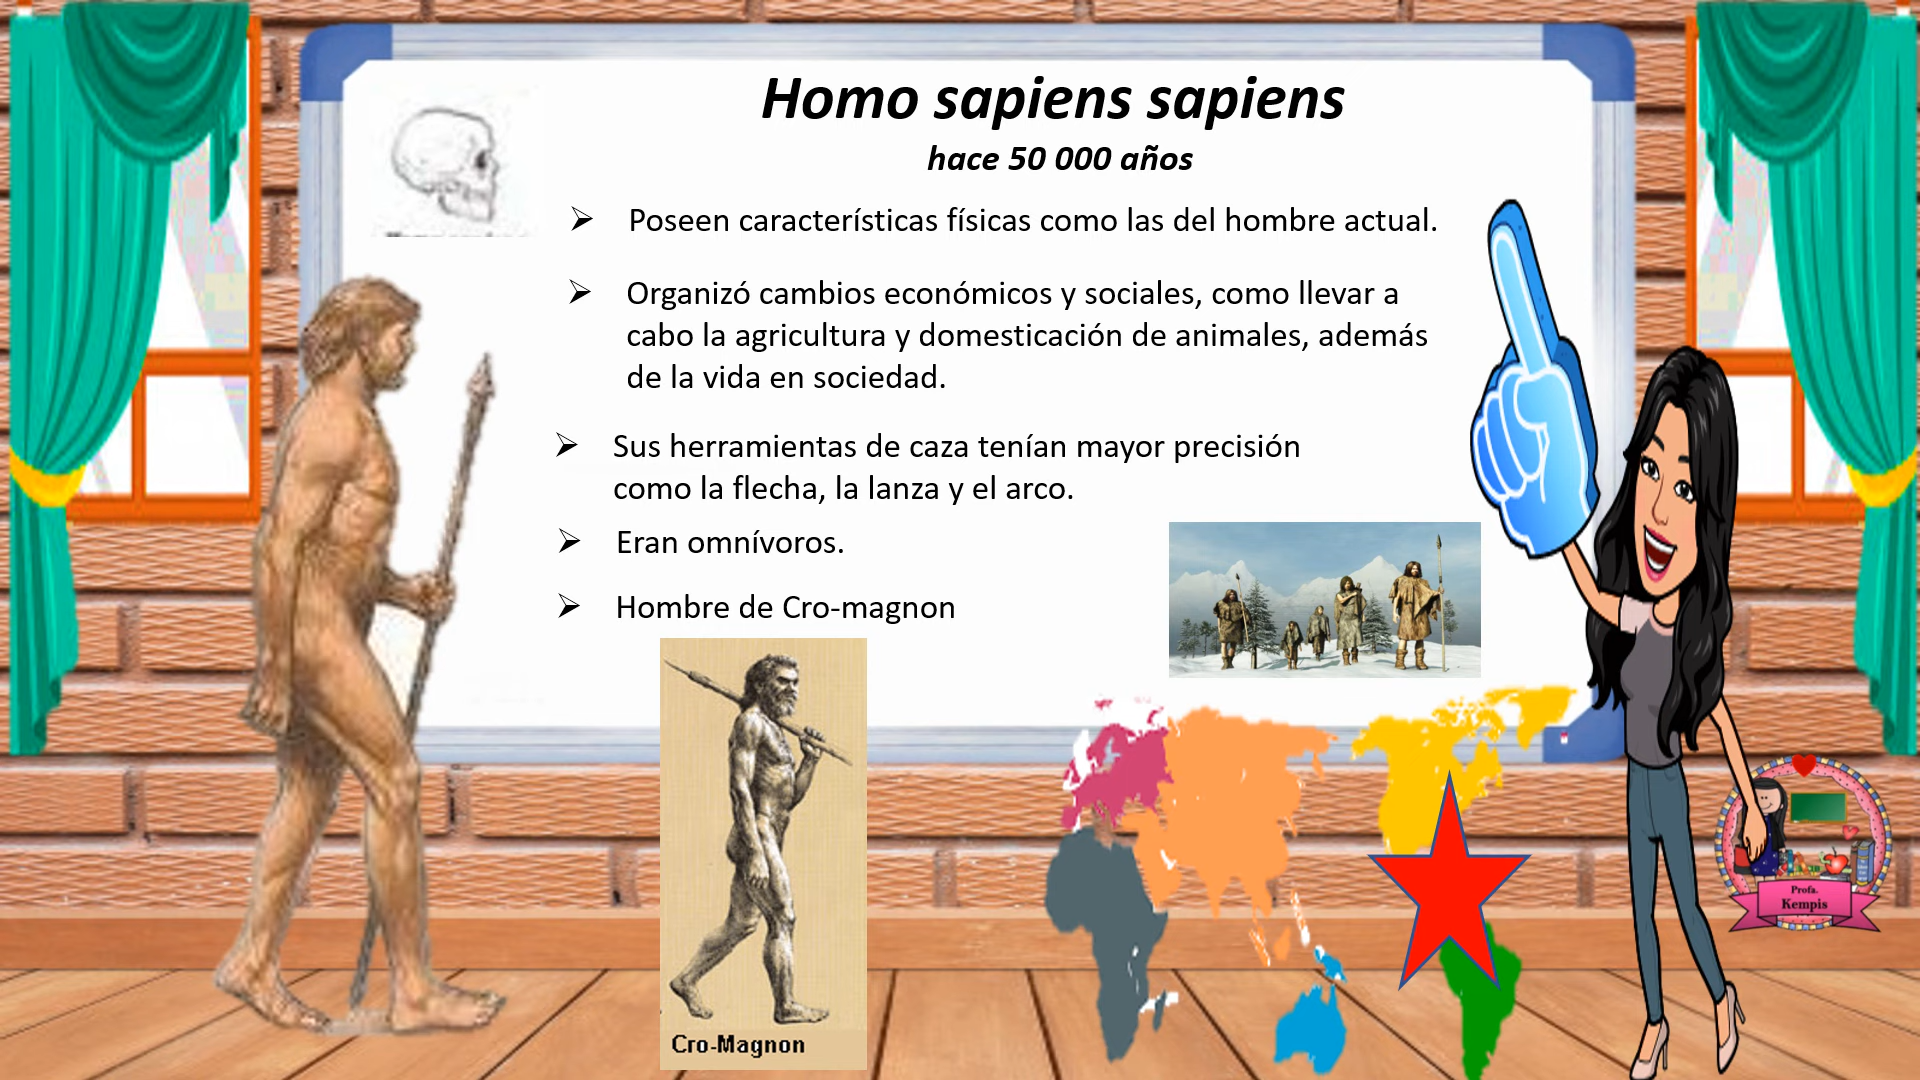 Homo sapiens sapiens
hace 50 000 años
➢ Poseen características físicas como las del hombre actual.
➢ Organizó cambios económicos y sociales, como llevar a
cabo la agricultura y domesticación de animales, además
de la vida en sociedad.
➢ Sus herramientas de caza tenían mayor precisión
como la flecha, la lanza y el arco.
➢ Eran omnívoros.
➢ Hombre de Cro-magnon
Cro-Magnon
Profa.
Kempis